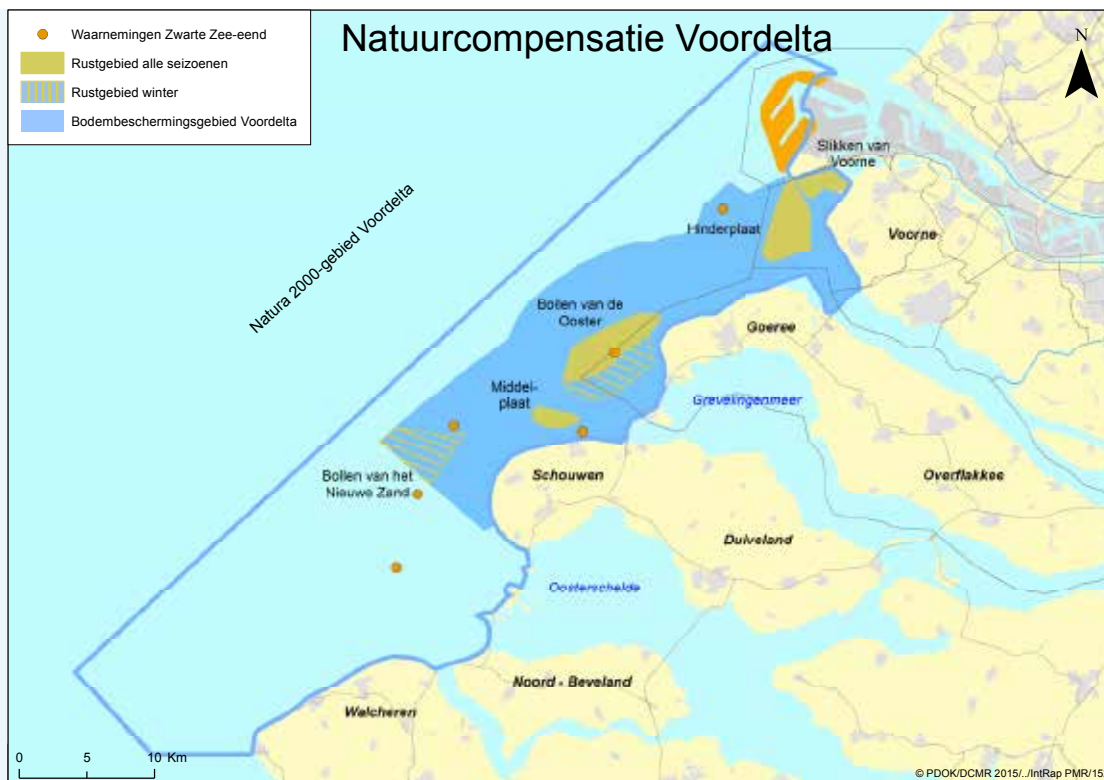 Natuurcompensatie Voordelta
Waarnemingen Zwarte Zee-eend
Rustgebied alle seizoenen
Rustgebied winter
Bodembeschermingsgebied Voordelta
N
Slikken van
Voorne
Natura 2000-gebied Voordelta
Hinderplaat
Voorne
Bollen van de
Ooster
Goeree
Middel-
plaat
Grevelingenmeer
Bollen van het
Nieuwe Zand
Schouwen
Overflakkee
Duiveland
Oosterschelde
Noord - Beveland
Walcheren
0 5 10 Km
© PDOK/DCMR 2015/../IntRap PMR/15